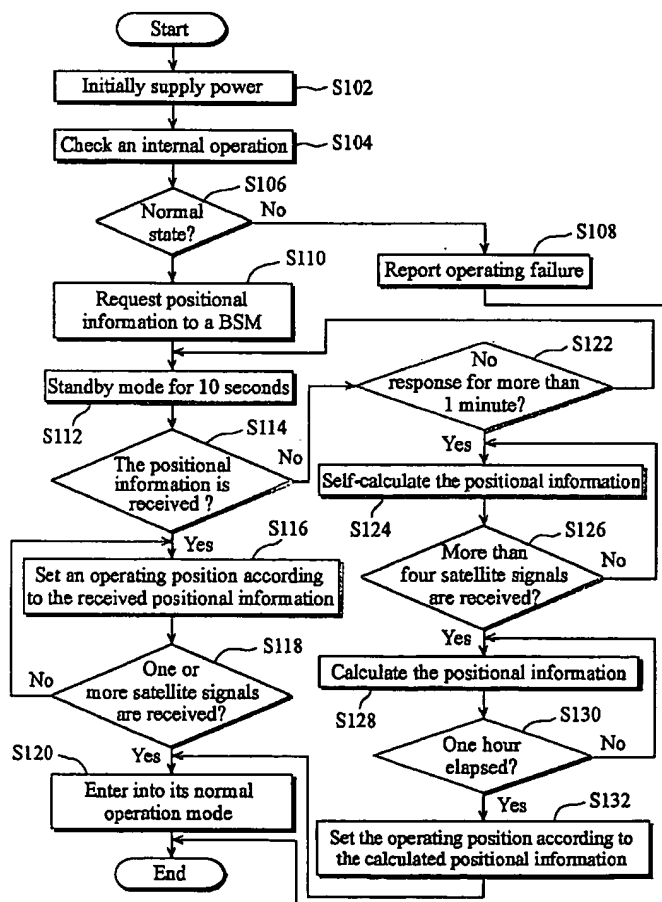 Start
Initially supply power
S102
Check an internal operation
S104
S106
Normal
state?
No
S108
Report operating failure
S110
Request positional
information to a BSM
Standby mode for 10 seconds
S112
S114
The positional
information is
received ?
No
Yes
S116
Set an operating position according
to the received positional information
S118
One or
more satellite signals
are received?
No
Yes
S120
Enter into its normal
operation mode
End
S122
No
response for more than
1 minute?
Yes
Self-calculate the positional information
S124
S126
More than
four satellite signals
are received?
No
Yes
Calculate the positional information
S128
S130
One hour
elapsed?
No
Yes
S132
Set the operating position according to
the calculated positional information